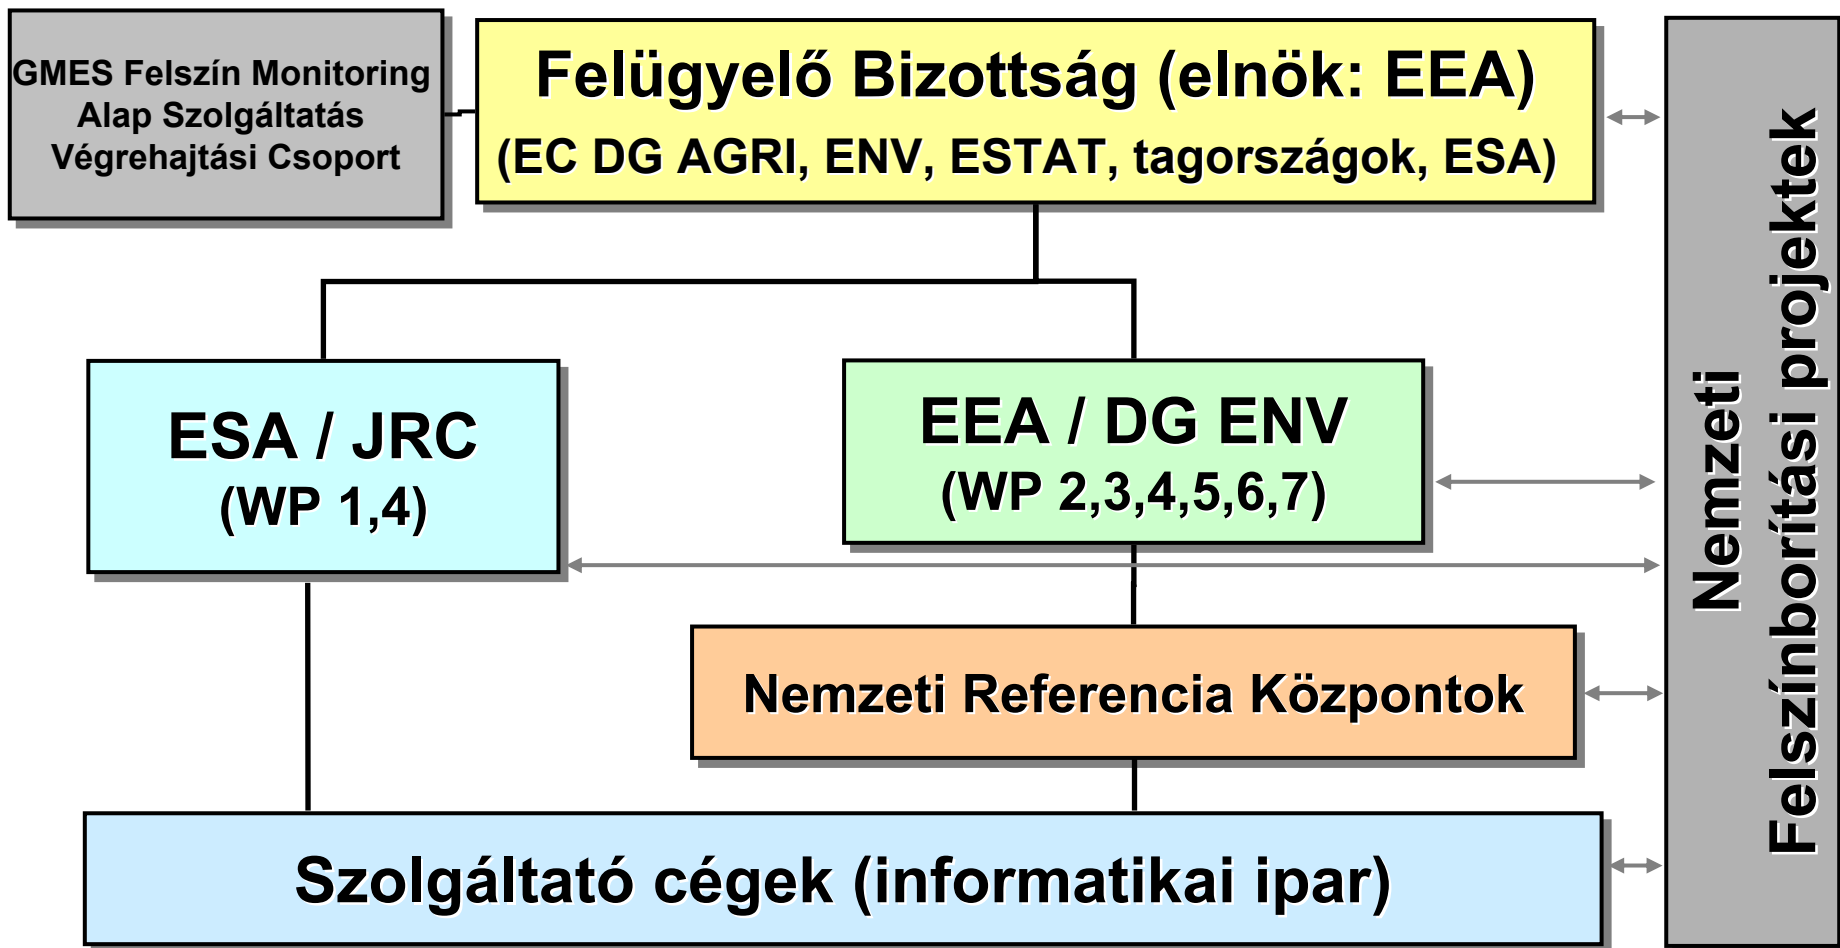 GMES Felszín Monitoring
Alap Szolgáltatás
Végrehajtási Csoport
Felügyelő Bizottság (elnök: EEA)
(EC DG AGRI, ENV, ESTAT, tagországok, ESA)
ESA / JRC
(WP 1,4)
EEA / DG ENV
(WP 2,3,4,5,6,7)
Nemzeti Referencia Központok
Szolgáltató cégek (informatikai ipar)
Nemzeti
Felszínborítási projektek